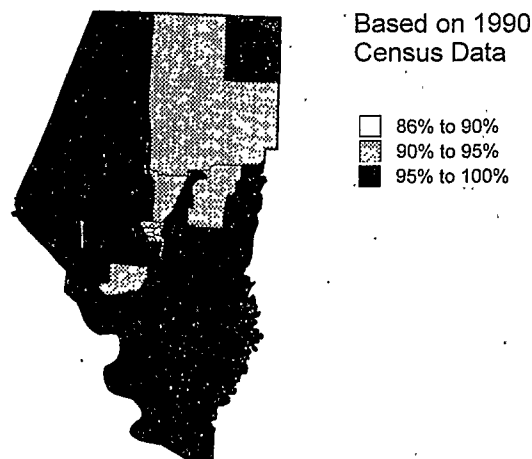 Based on 1990
Census Data
86% to 90%
90% to 95%
95% to 100%